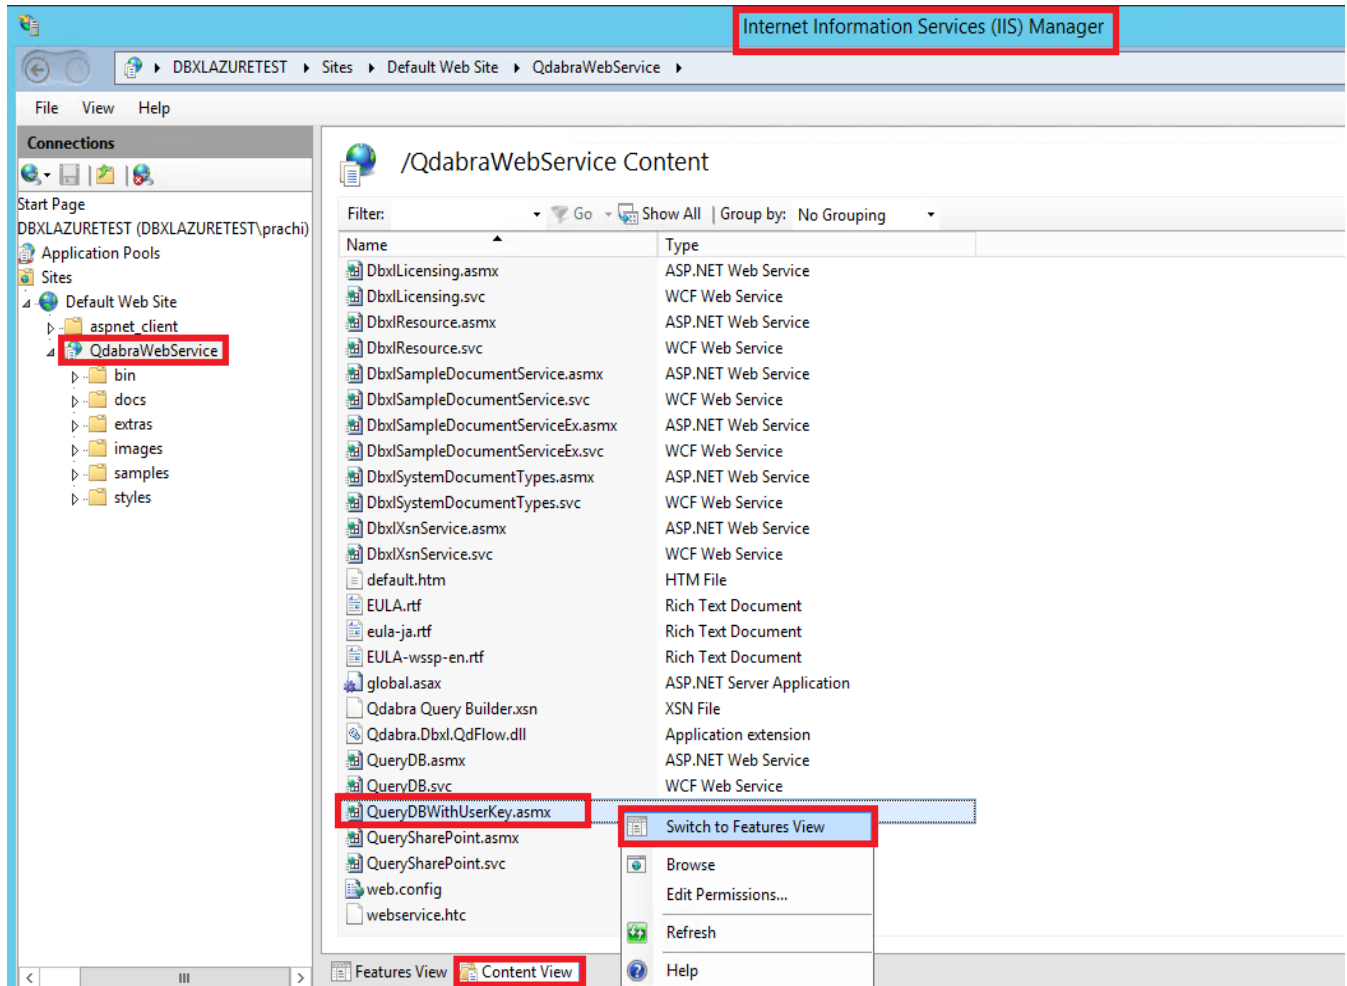 Internet Information Services (IIS) Manager
DBXLAZURETEST Sites Default Web Site QdabraWebService
File View Help
Connections
Start Page
DBXLAZURETEST (DBXLAZURETEST\prachi)
Application Pools
Sites
Default Web Site
aspnet_client
QdabraWebService
bin
docs
extras
images
samples
styles
/QdabraWebService Content
Filter: Go Show All | Group by: No Grouping
Name Type
DbxlLicensing.asmx ASP.NET Web Service
DbxlLicensing.svc WCF Web Service
DbxlResource.asmx ASP.NET Web Service
DbxlResource.svc WCF Web Service
DbxlSampleDocumentService.asmx ASP.NET Web Service
DbxlSampleDocumentService.svc WCF Web Service
DbxlSampleDocumentServiceEx.asmx ASP.NET Web Service
DbxlSampleDocumentServiceEx.svc WCF Web Service
DbxlSystemDocumentTypes.asmx ASP.NET Web Service
DbxlSystemDocumentTypes.svc WCF Web Service
DbxlXsnService.asmx ASP.NET Web Service
DbxlXsnService.svc WCF Web Service
default.htm HTM File
EULA.rtf Rich Text Document
eula-ja.rtf Rich Text Document
EULA-wssp-en.rtf Rich Text Document
global.asax ASP.NET Server Application
Qdabra Query Builder.xsn XSN File
Qdabra.Dbxl.QdFlow.dll Application extension
QueryDB.asmx ASP.NET Web Service
QueryDB.svc WCF Web Service
QueryDBWithUserKey.asmx
QuerySharePoint.asmx
QuerySharePoint.svc
web.config
webservice.htc
Switch to Features View
Browse
Edit Permissions...
Refresh
Help
Features View Content View